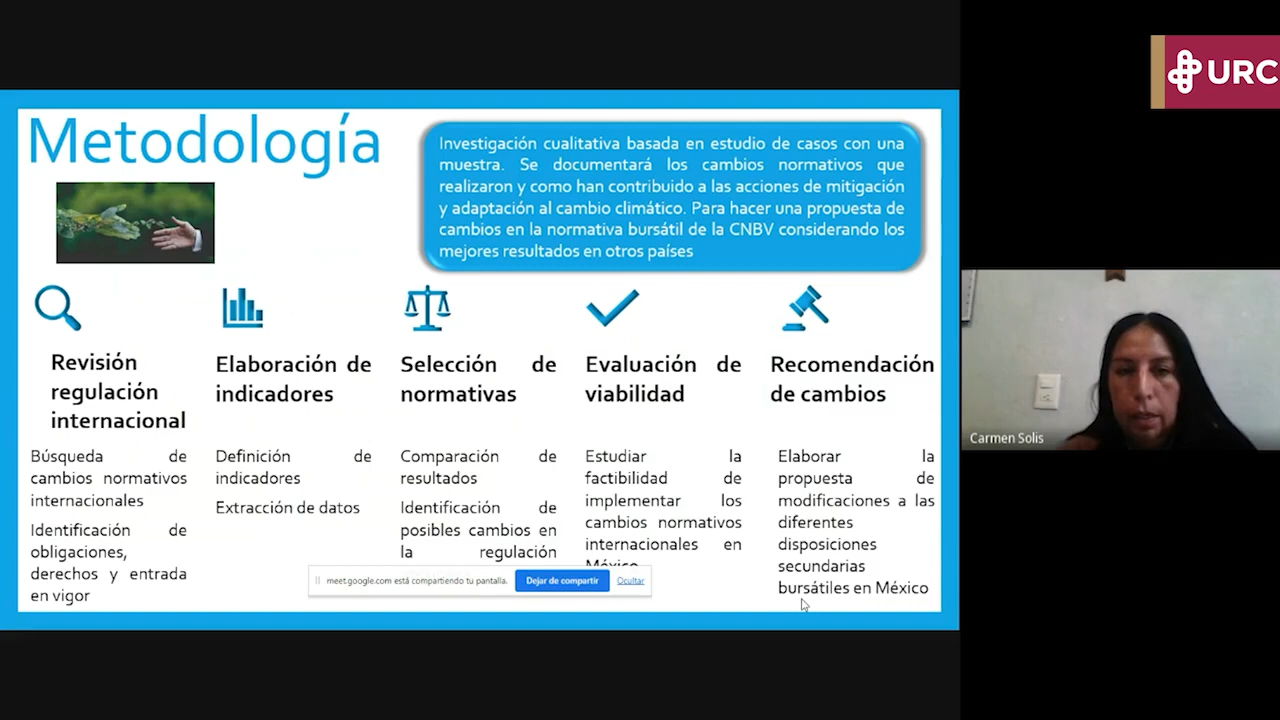 URC
Metodología
Investigación cualitativa basada en estudio de casos con una
muestra. Se documentará los cambios normativos que
realizaron y como han contribuido a las acciones de mitigación
y adaptación al cambio climático. Para hacer una propuesta de
cambios en la normativa bursátil de la CNBV considerando los
mejores resultados en otros países
Revisión
regulación
internacional
Búsqueda de
cambios normativos
internacionales
Identificación de
obligaciones,
derechos y entrada
en vigor
Elaboración de
indicadores
Definición de
indicadores
Extracción de datos
Selección de
normativas
Comparación de
resultados
Identificación de
posibles cambios en
la regulación
Evaluación de
viabilidad
Estudiar la
factibilidad de
implementar los
cambios normativos
internacionales en
México
Recomendación
de cambios
Elaborar la
propuesta de
modificaciones a las
diferentes
disposiciones
secundarias
bursátiles en México
meet.google.com está compartiendo tu pantalla.
Dejar de compartir
Ocultar
Carmen Solis